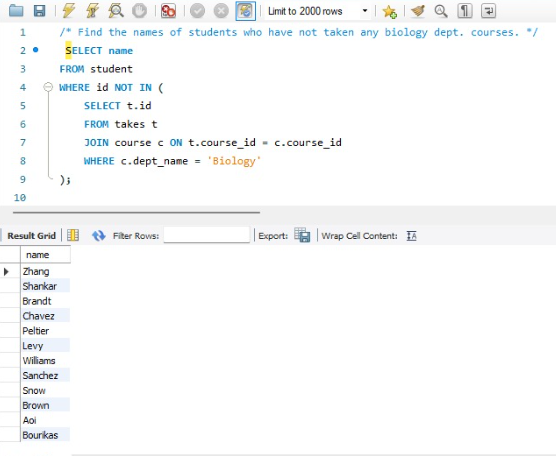 Limit to 2000 rows
1 /* Find the names of students who have not taken any biology dept. courses. */
2 SELECT name
3 FROM student
4 WHERE id NOT IN (
5 SELECT t.id
6 FROM takes t
7 JOIN course c ON t.course_id = c.course_id
8 WHERE c.dept_name = 'Biology'
9 );
10
Result Grid Filter Rows: Export: Wrap Cell Content:
name
Zhang
Shankar
Brandt
Chavez
Peltier
Levy
Williams
Sanchez
Snow
Brown
Aoi
Bourikas